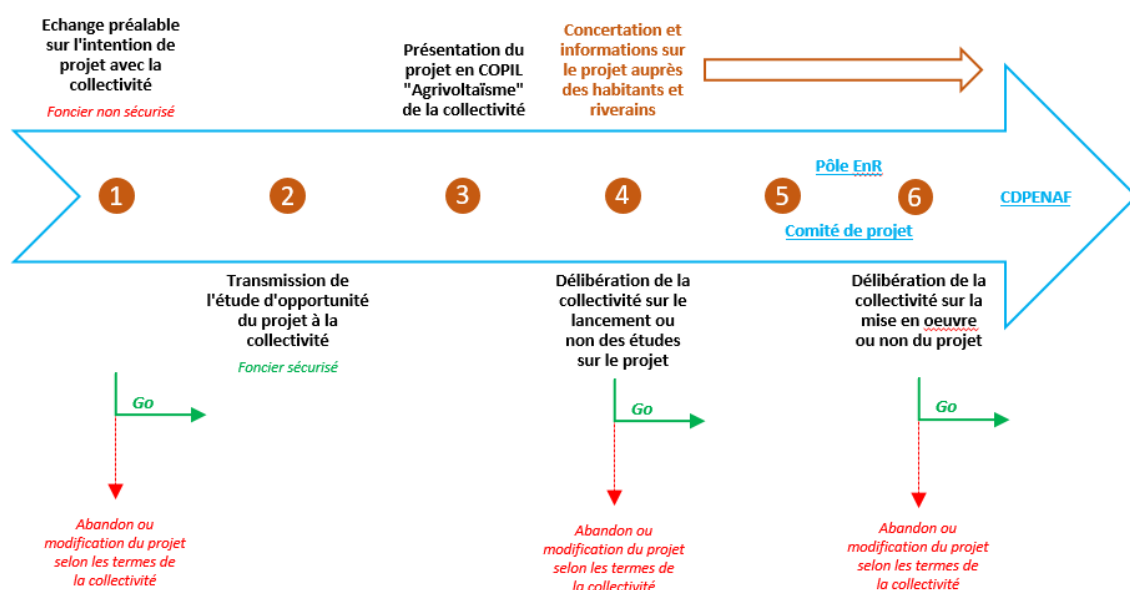 Echange préalable
sur l'intention de
projet avec la
collectivité
Foncier non sécurisé
Présentation du
projet en COPIL
"Agrivoltaïsme"
de la collectivité
Concertation et
informations sur
le projet auprès
des habitants et
riverains
1
2
3
4
5
6
Pôle EnR
Comité de projet
CDPENAF
Transmission de
l'étude d'opportunité
du projet à la
collectivité
Foncier sécurisé
Délibération de la
collectivité sur le
lancement ou
non des études
sur le projet
Délibération de la
collectivité sur la
mise en oeuvre
ou non du projet
Go
Go
Go
Abandon ou
modification du projet
selon les termes de
la collectivité
Abandon ou
modification du projet
selon les termes de
la collectivité
Abandon ou
modification du projet
selon les termes de
la collectivité